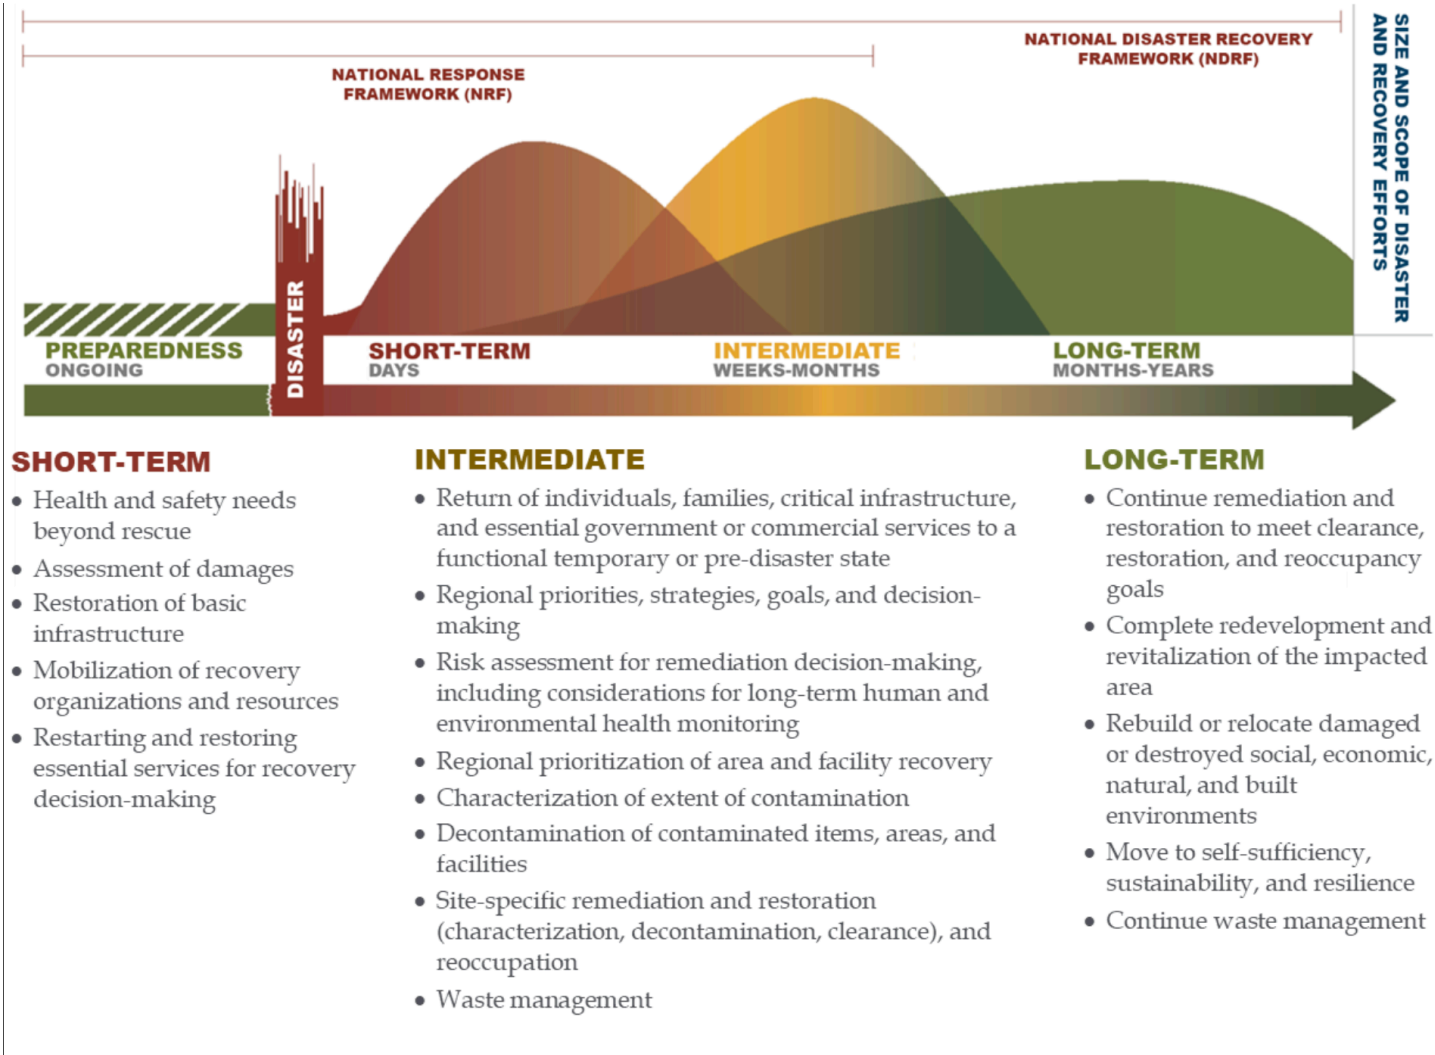 NATIONAL DISASTER RECOVERY
FRAMEWORK (NDRF)
NATIONAL RESPONSE
FRAMEWORK (NRF)
SIZE AND SCOPE OF DISASTER
AND RECOVERY EFFORTS
DISASTER
PREPAREDNESS
ONGOING
SHORT-TERM
DAYS
INTERMEDIATE
WEEKS-MONTHS
LONG-TERM
MONTHS-YEARS
SHORT-TERM
• Health and safety needs
beyond rescue
• Assessment of damages
• Restoration of basic
infrastructure
• Mobilization of recovery
organizations and resources
• Restarting and restoring
essential services for recovery
decision-making
INTERMEDIATE
• Return of individuals, families, critical infrastructure,
and essential government or commercial services to a
functional temporary or pre-disaster state
• Regional priorities, strategies, goals, and decision-
making
• Risk assessment for remediation decision-making,
including considerations for long-term human and
environmental health monitoring
• Regional prioritization of area and facility recovery
• Characterization of extent of contamination
• Decontamination of contaminated items, areas, and
facilities
• Site-specific remediation and restoration
(characterization, decontamination, clearance), and
reoccupation
• Waste management
LONG-TERM
• Continue remediation and
restoration to meet clearance,
restoration, and reoccupancy
goals
• Complete redevelopment and
revitalization of the impacted
area
• Rebuild or relocate damaged
or destroyed social, economic,
natural, and built
environments
• Move to self-sufficiency,
sustainability, and resilience
• Continue waste management